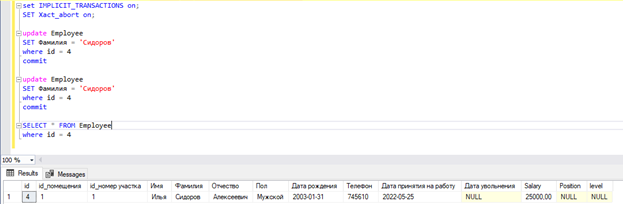 set IMPLICIT_TRANSACTIONS on;
SET Xact_abort on;
update Employee
SET Фамилия = 'Сидоров'
where id = 4
commit
update Employee
SET Фамилия = 'Сидоров'
where id = 4
commit
SELECT * FROM Employee
where id = 4
100 %
Results Messages
id id_помещения id_номер участка Имя Фамилия Отчество Пол Дата рождения Телефон Дата принятия на работу Дата увольнения Salary Position level
1 4 1 1 Илья Сидоров Алексеевич Мужской 2003-01-31 745610 2022-05-25 NULL 25000,00 NULL NULL